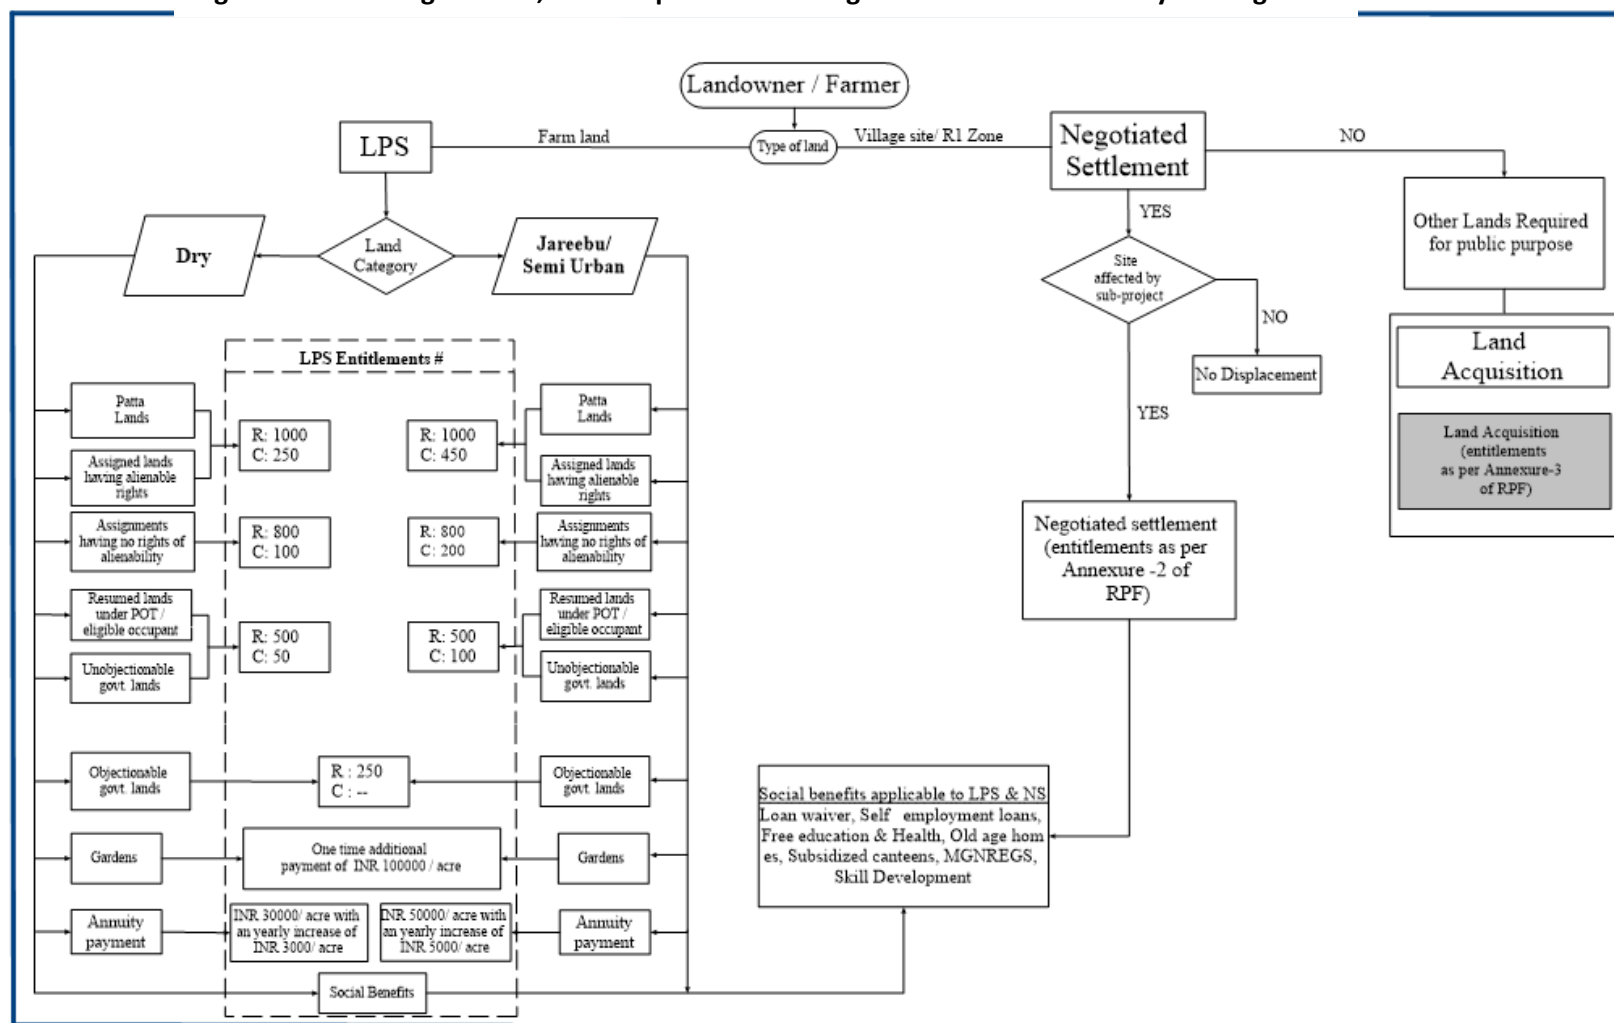 Landowner / Farmer
LPS
Farm land
Type of land
Village site/ R1 Zone
Negotiated
Settlement
NO
YES
Other Lands Required
for public purpose
Dry
Land
Category
Jareebu/
Semi Urban
Site
affected by
sub-project
NO
No Displacement
YES
Land
Acquisition
Land Acquisition
(entitlements
as per Annexure-3
of RPF)
LPS Entitlements #
Patta
Lands
R: 1000
C: 250
R: 1000
C: 450
Patta
Lands
Assigned lands
having alienable
rights
Assigned lands
having alienable
rights
Assignments
having no rights of
alienability
R: 800
C: 100
R: 800
C: 200
Assignments
having no rights of
alienability
Negotiated settlement
(entitlements as per
Annexure -2 of
RPF)
Resumed lands
under POT /
eligible occupant
R: 500
C: 50
R: 500
C: 100
Resumed lands
under POT /
eligible occupant
Unobjectionable
govt. lands
Unobjectionable
govt. lands
Objectionable
govt. lands
R : 250
C : --
Objectionable
govt. lands
Social benefits applicable to LPS & NS
Loan waiver, Self employment loans,
Free education & Health, Old age hom
es, Subsidized canteens, MGNREGS,
Skill Development
Gardens
One time additional
payment of INR 100000 / acre
Gardens
Annuity
payment
INR 30000/ acre with
an yearly increase of
INR 3000/ acre
INR 50000/ acre with
an yearly increase of
INR 5000/ acre
Annuity
payment
Social Benefits